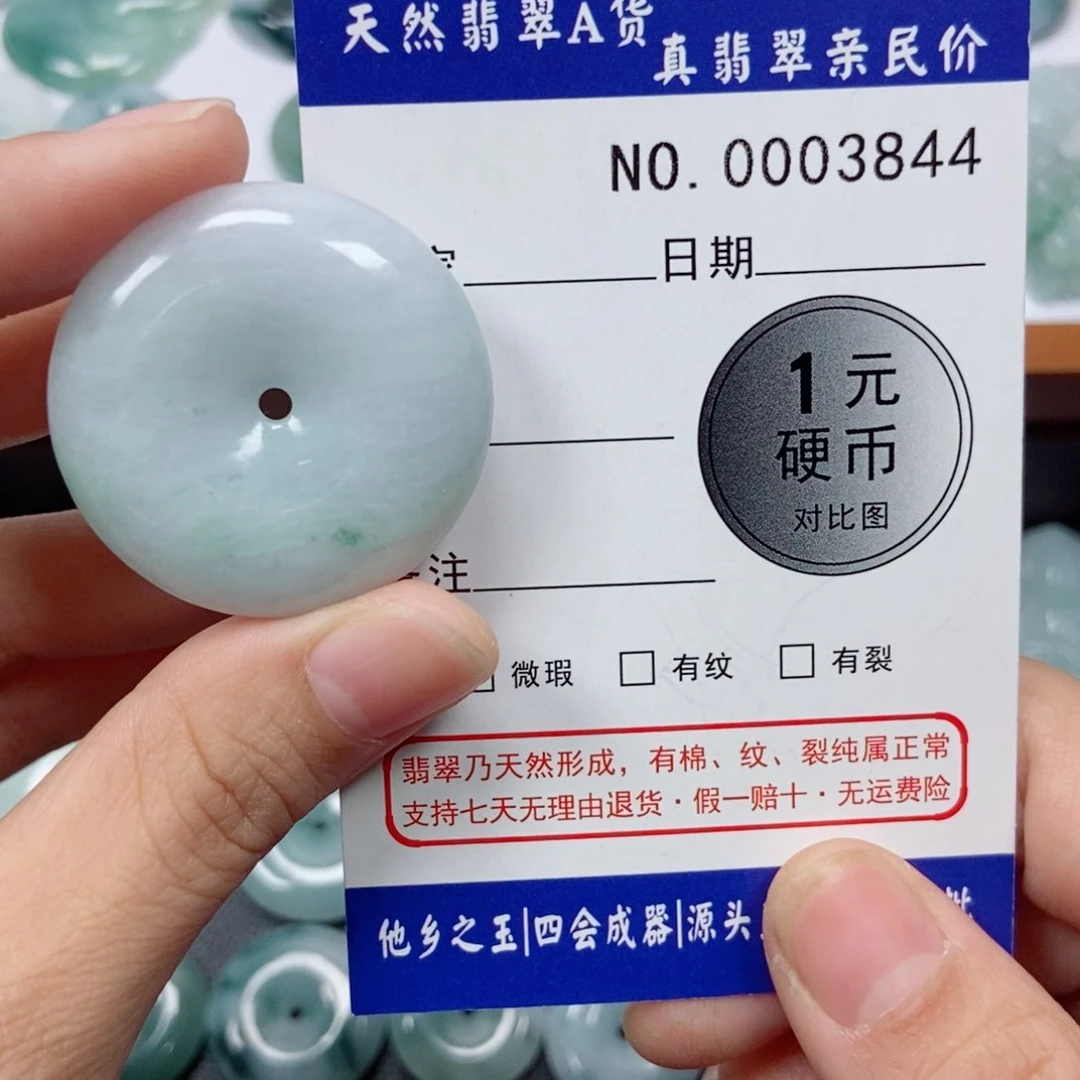 天然翡翠A货
真翡翠亲民价
NO. 0003844
日期
1元
硬币
对比图
注
微瑕 有纹 有裂
翡翠乃天然形成，有棉、纹、裂纯属正常
支持七天无理由退货·假一赔十·无运费险
他乡之玉|四会成器|源头